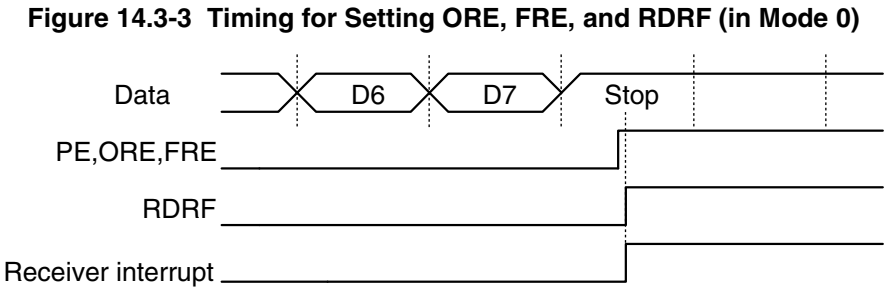 Figure 14.3-3 Timing for Setting ORE, FRE, and RDRF (in Mode 0)
Data D6 D7 Stop
PE,ORE,FRE
RDRF
Receiver interrupt